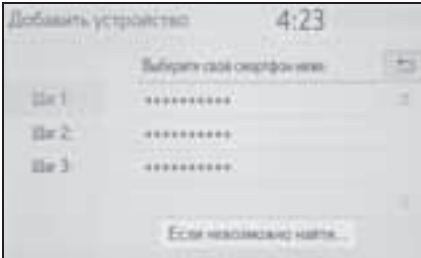 Добавить устройство 4:23
Выберите свой смартфон ниже
Шаг 1: **********
Шаг 2: **********
Шаг 3: **********
Если невозможно найти...